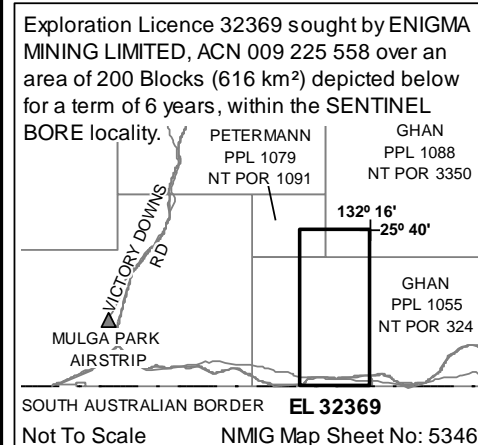 Exploration Licence 32369 sought by ENIGMA
MINING LIMITED, ACN 009 225 558 over an
area of 200 Blocks (616 km²) depicted below
for a term of 6 years, within the SENTINEL
BORE locality.
PETERMANN
PPL 1079
NT POR 1091
GHAN
PPL 1088
NT POR 3350
132° 16'
25° 40'
VICTORY DOWNS
RD
GHAN
PPL 1055
NT POR 324
MULGA PARK
AIRSTRIP
SOUTH AUSTRALIAN BORDER
EL 32369
Not To Scale
NMIG Map Sheet No: 5346